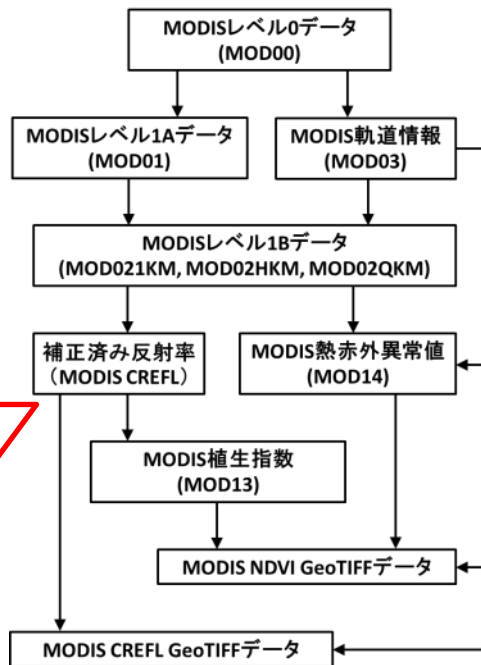 MODISレベル0データ
(MOD00)
MODISレベル1Aデータ
(MOD01)
MODIS軌道情報
(MOD03)
MODISレベル1Bデータ
(MOD021KM, MOD02HKM, MOD02QKM)
補正済み反射率
（MODIS CREFL）
MODIS熱赤外異常値
(MOD14)
MODIS植生指数
(MOD13)
MODIS NDVI GeoTIFFデータ
MODIS CREFL GeoTIFFデータ